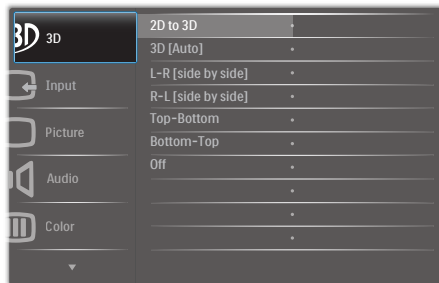 3D
3D
Input
Picture
Audio
Color
2D to 3D
3D [Auto]
L-R [side by side]
R-L [side by side]
Top-Bottom
Bottom-Top
Off